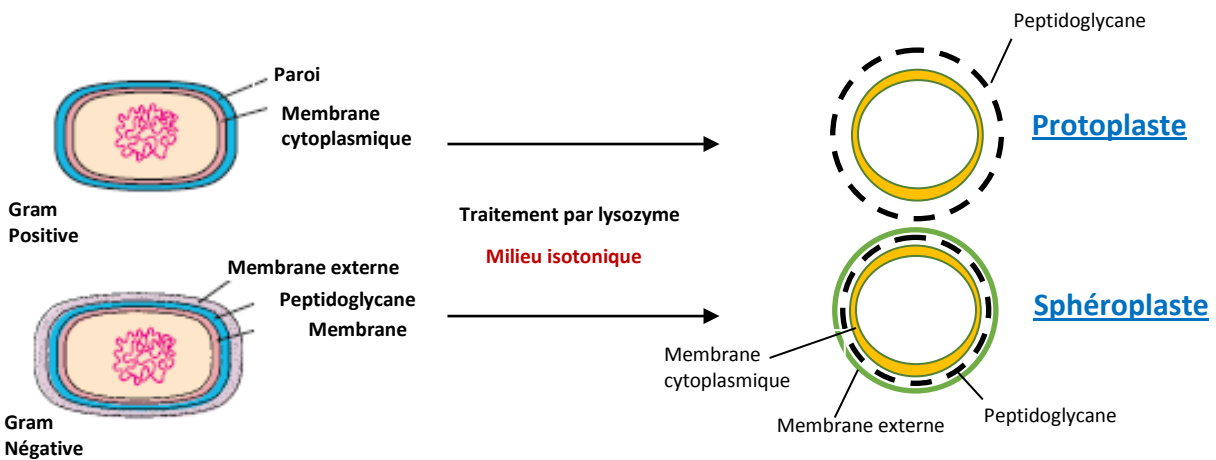 Peptidoglycane
Paroi
Membrane
cytoplasmique
Protoplaste
Gram
Positive
Traitement par lysozyme
Milieu isotonique
Membrane externe
Peptidoglycane
Membrane
Sphéroplaste
Membrane
cytoplasmique
Membrane externe
Peptidoglycane
Gram
Négative